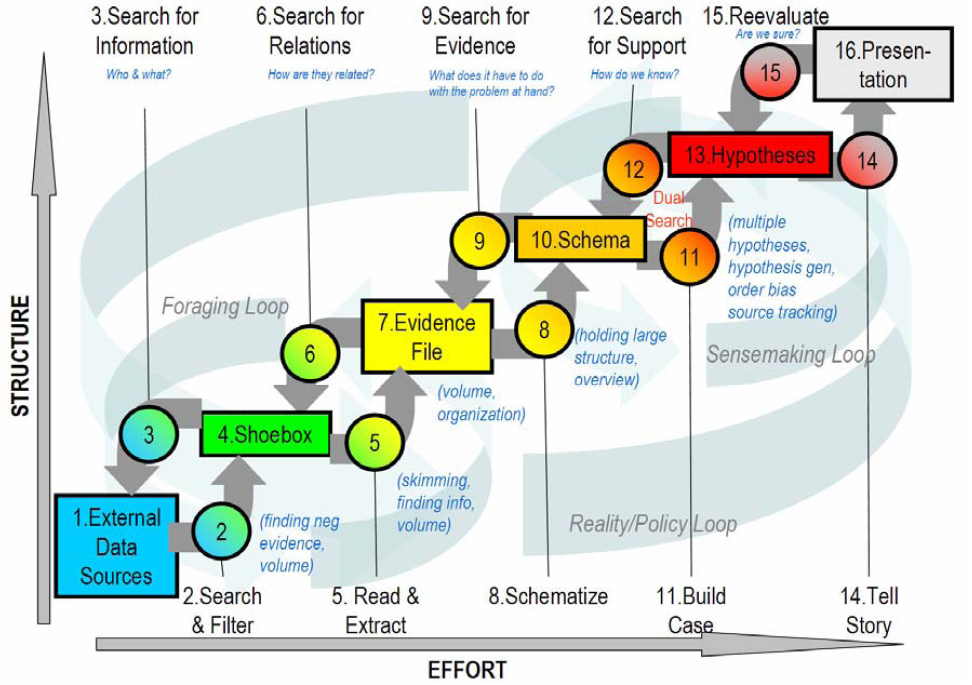 3.Search for
Information
Who & what?
6.Search for
Relations
How are they related?
9.Search for
Evidence
What does it have to do
with the problem at hand?
12.Search
for Support
How do we know?
15.Reevaluate
Are we sure?
16.Presen-
tation
15
13.Hypotheses
14
12
Dual
Search
11
(multiple
hypotheses,
hypothesis gen,
order bias
source tracking)
10.Schema
9
Foraging Loop
7.Evidence
File
8
(holding large
structure,
overview)
Sensemaking Loop
6
(volume,
organization)
4.Shoebox
3
5
(skimming,
finding info,
volume)
1.External
Data
Sources
2
(finding neg
evidence,
volume)
Reality/Policy Loop
2.Search
& Filter
5. Read &
Extract
8.Schematize
11.Build
Case
14.Tell
Story
STRUCTURE
EFFORT